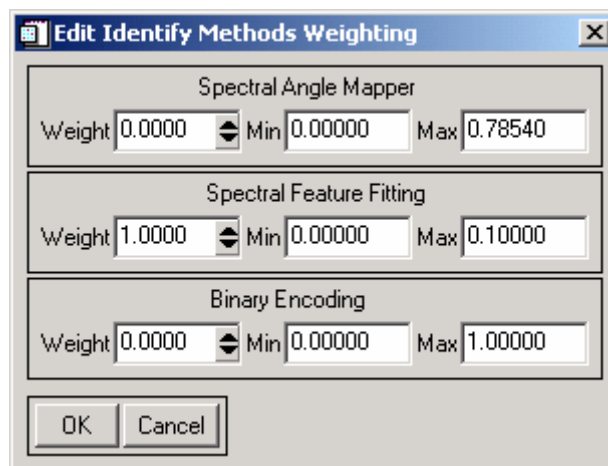 Edit Identify Methods Weighting
Spectral Angle Mapper
Weight 0.0000 Min 0.00000 Max 0.78540
Spectral Feature Fitting
Weight 1.0000 Min 0.00000 Max 0.10000
Binary Encoding
Weight 0.0000 Min 0.00000 Max 1.00000
OK Cancel